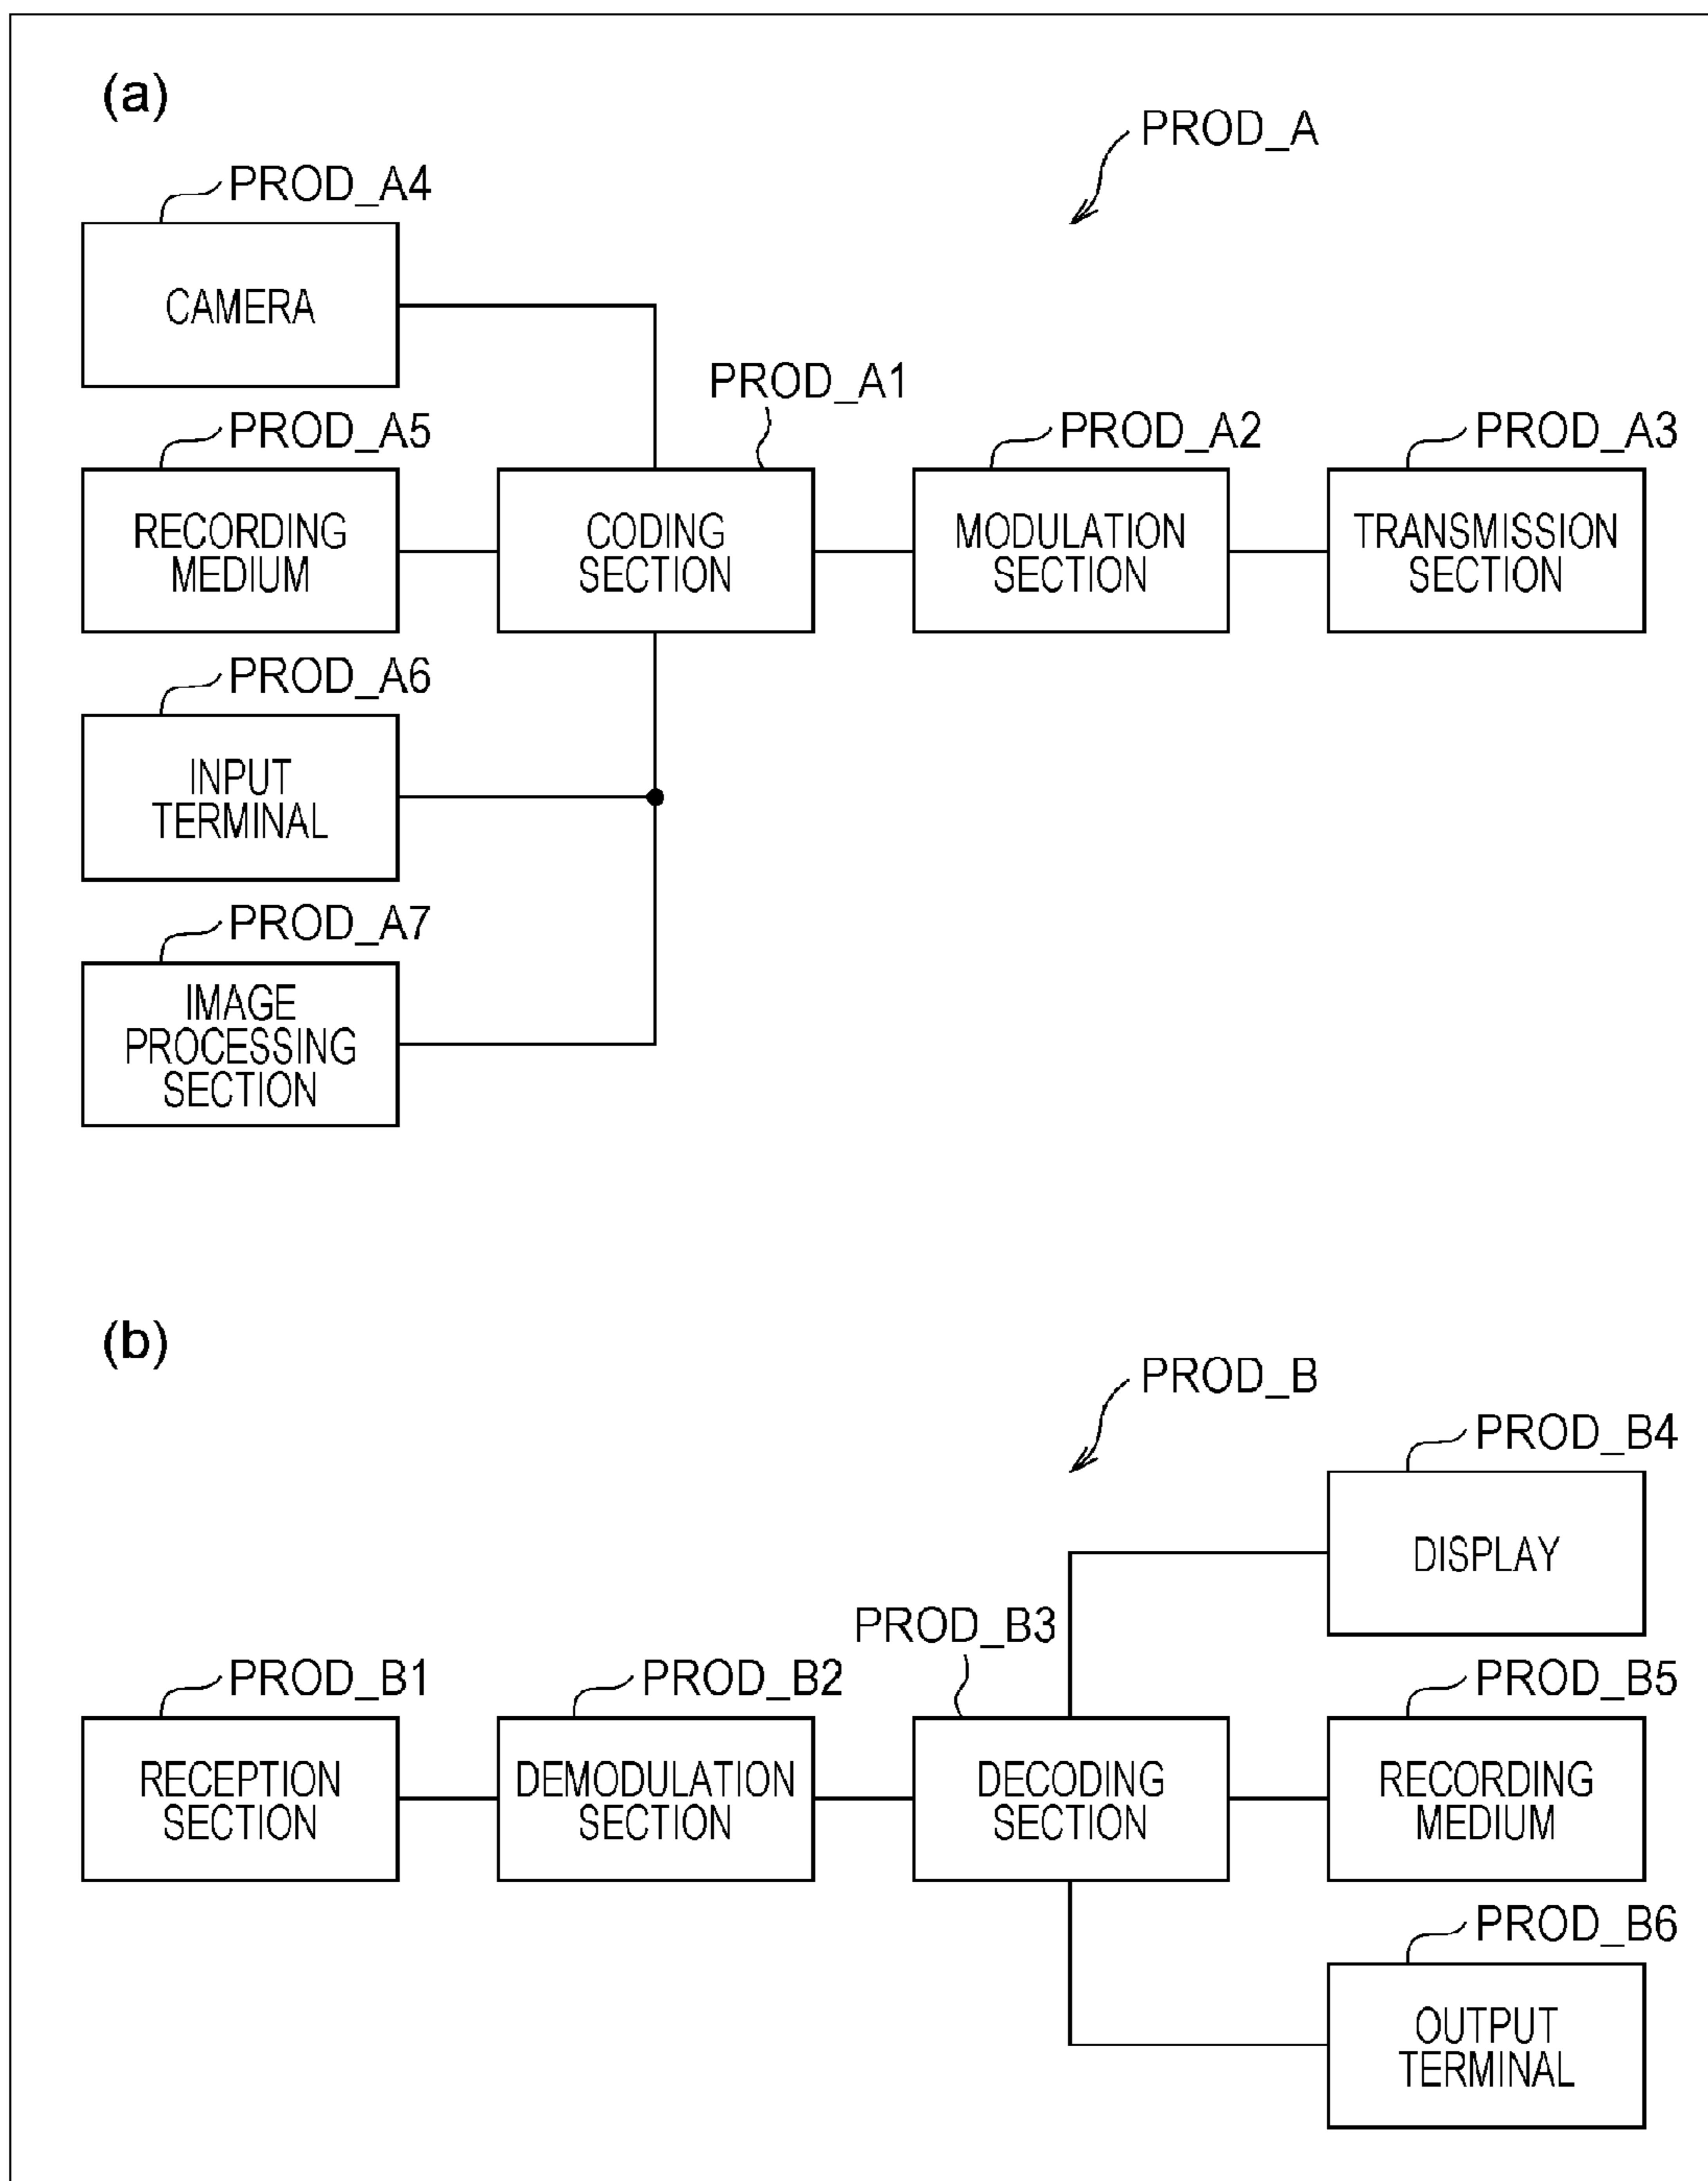 (a)
PROD_A
PROD_A4
CAMERA
PROD_A1
PROD_A5
PROD_A2
PROD_A3
RECORDING
MEDIUM
CODING
SECTION
MODULATION
SECTION
TRANSMISSION
SECTION
PROD_A6
INPUT
TERMINAL
PROD_A7
IMAGE
PROCESSING
SECTION
(b)
PROD_B
PROD_B4
DISPLAY
PROD_B3
PROD_B1
PROD_B2
PROD_B5
RECEPTION
SECTION
DEMODULATION
SECTION
DECODING
SECTION
RECORDING
MEDIUM
PROD_B6
OUTPUT
TERMINAL